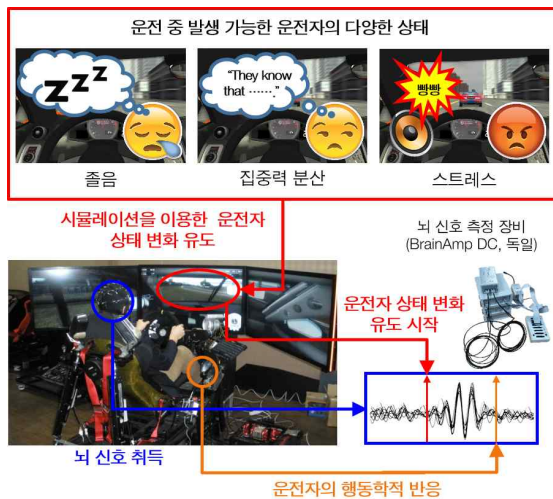 운전 중 발생 가능한 운전자의 다양한 상태
zzz
“They know
that ……."
빵빵
졸음
집중력 분산
스트레스
시뮬레이션을 이용한 운전자
상태 변화 유도
뇌 신호 측정 장비
(BrainAmp DC, 독일)
운전자 상태 변화
유도 시작
뇌 신호 취득
운전자의 행동학적 반응